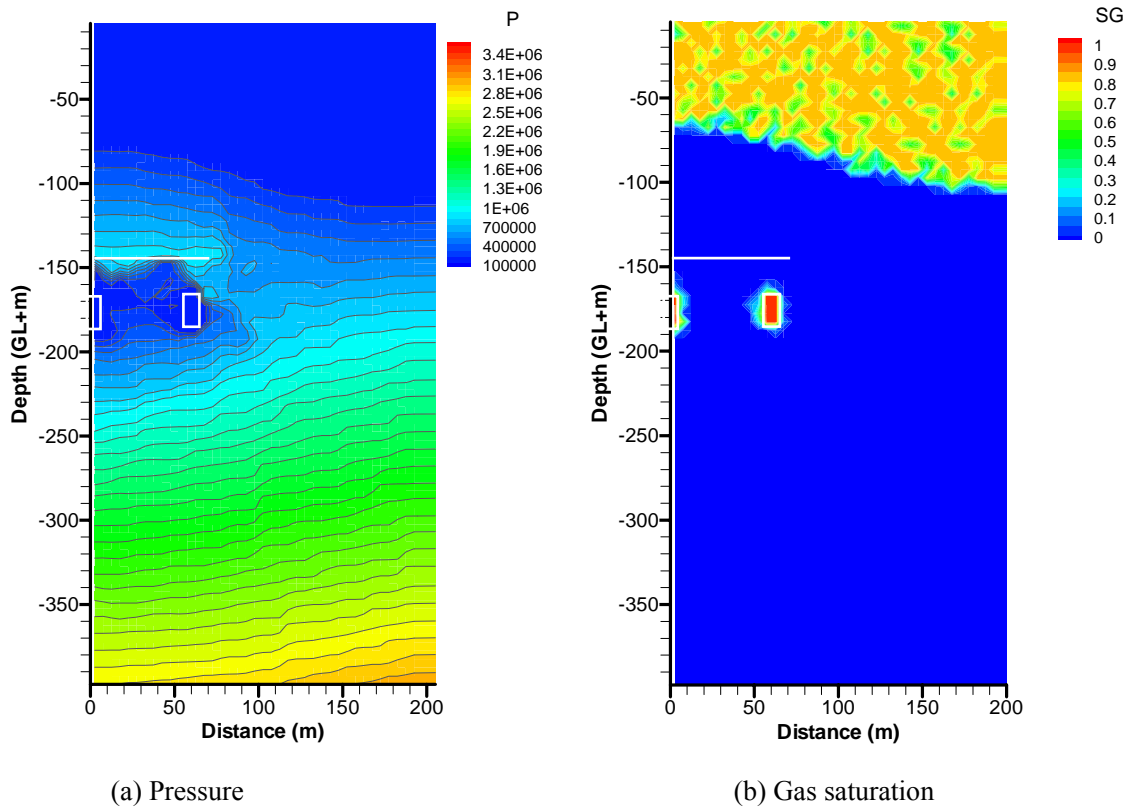 P
3.4E+06
3.1E+06
2.8E+06
2.5E+06
2.2E+06
1.9E+06
1.6E+06
1.3E+06
1E+06
700000
400000
100000
-50
-100
-150
-200
-250
-300
-350
Depth (GL+m)
0 50 100 150 200
Distance (m)
(a) Pressure
SG
1
0.9
0.8
0.7
0.6
0.5
0.4
0.3
0.2
0.1
0
-50
-100
-150
-200
-250
-300
-350
Depth (GL+m)
0 50 100 150 200
Distance (m)
(b) Gas saturation